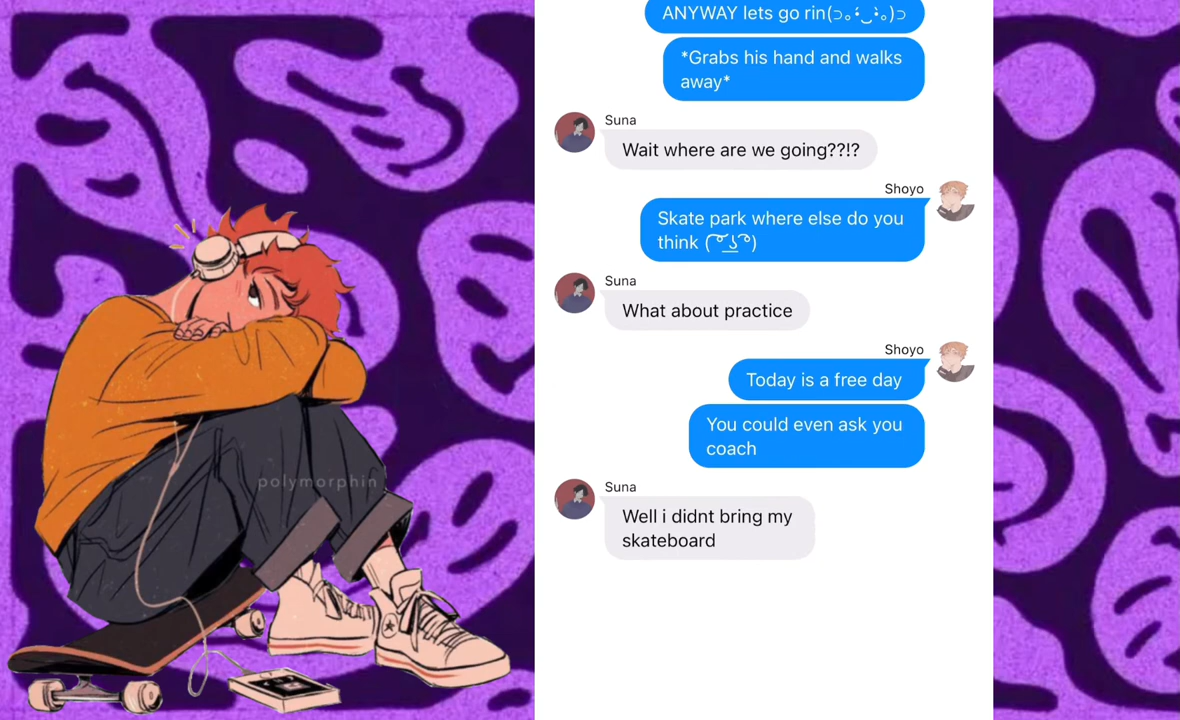 ANYWAY lets go rin(⊃｡•́‿•̀｡)⊃
*Grabs his hand and walks
away*
Suna
Wait where are we going??!?
Shoyo
Skate park where else do you
think ( ͡° ͜ʖ ͡°)
Suna
What about practice
Shoyo
Today is a free day
You could even ask you
coach
Suna
Well i didnt bring my
skateboard
polymorphin